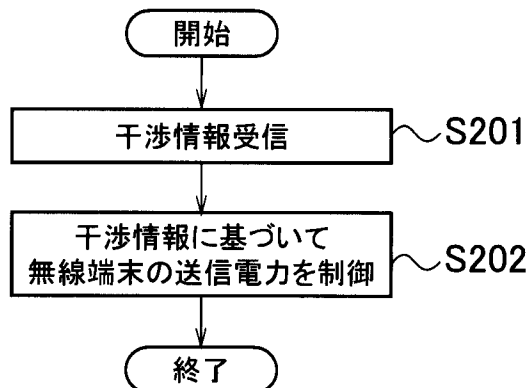 開始
干渉情報受信
S201
干渉情報に基づいて
無線端末の送信電力を制御
S202
終了